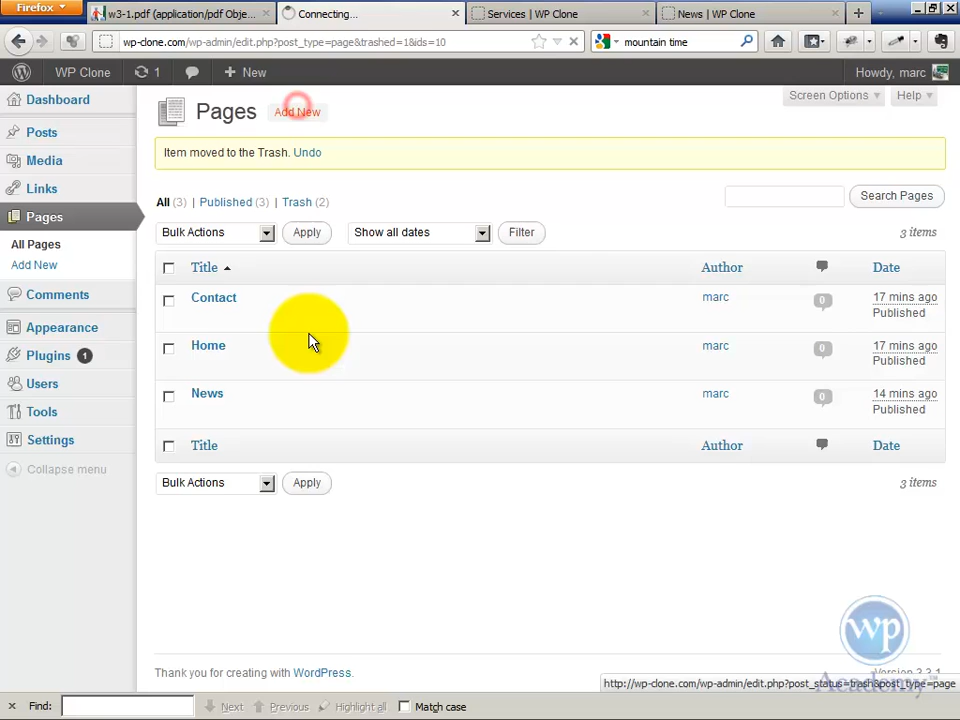 Firefox
w3-1.pdf (application/pdf Obje...
Connecting...
Services | WP Clone
News | WP Clone
wp-clone.com/wp-admin/edit.php?post_type=page&trashed=1&ids=10
mountain time
WP Clone
1
New
Howdy, marc
Dashboard
Posts
Media
Links
Pages
All Pages
Add New
Comments
Appearance
Plugins 1
Users
Tools
Settings
Collapse menu
Screen Options
Help
Pages
Add New
Item moved to the Trash. Undo
All (3) | Published (3) | Trash (2)
Search Pages
Bulk Actions
Apply
Show all dates
Filter
3 items
Title
Author
Date
Contact
marc
0
17 mins ago
Published
Home
marc
0
17 mins ago
Published
News
marc
0
14 mins ago
Published
Title
Author
Date
Bulk Actions
Apply
3 items
wp
Academy
Thank you for creating with WordPress.
Version 3.3.1
http://wp-clone.com/wp-admin/edit.php?post_status=trash&post_type=page
Find:
Next
Previous
Highlight all
Match case